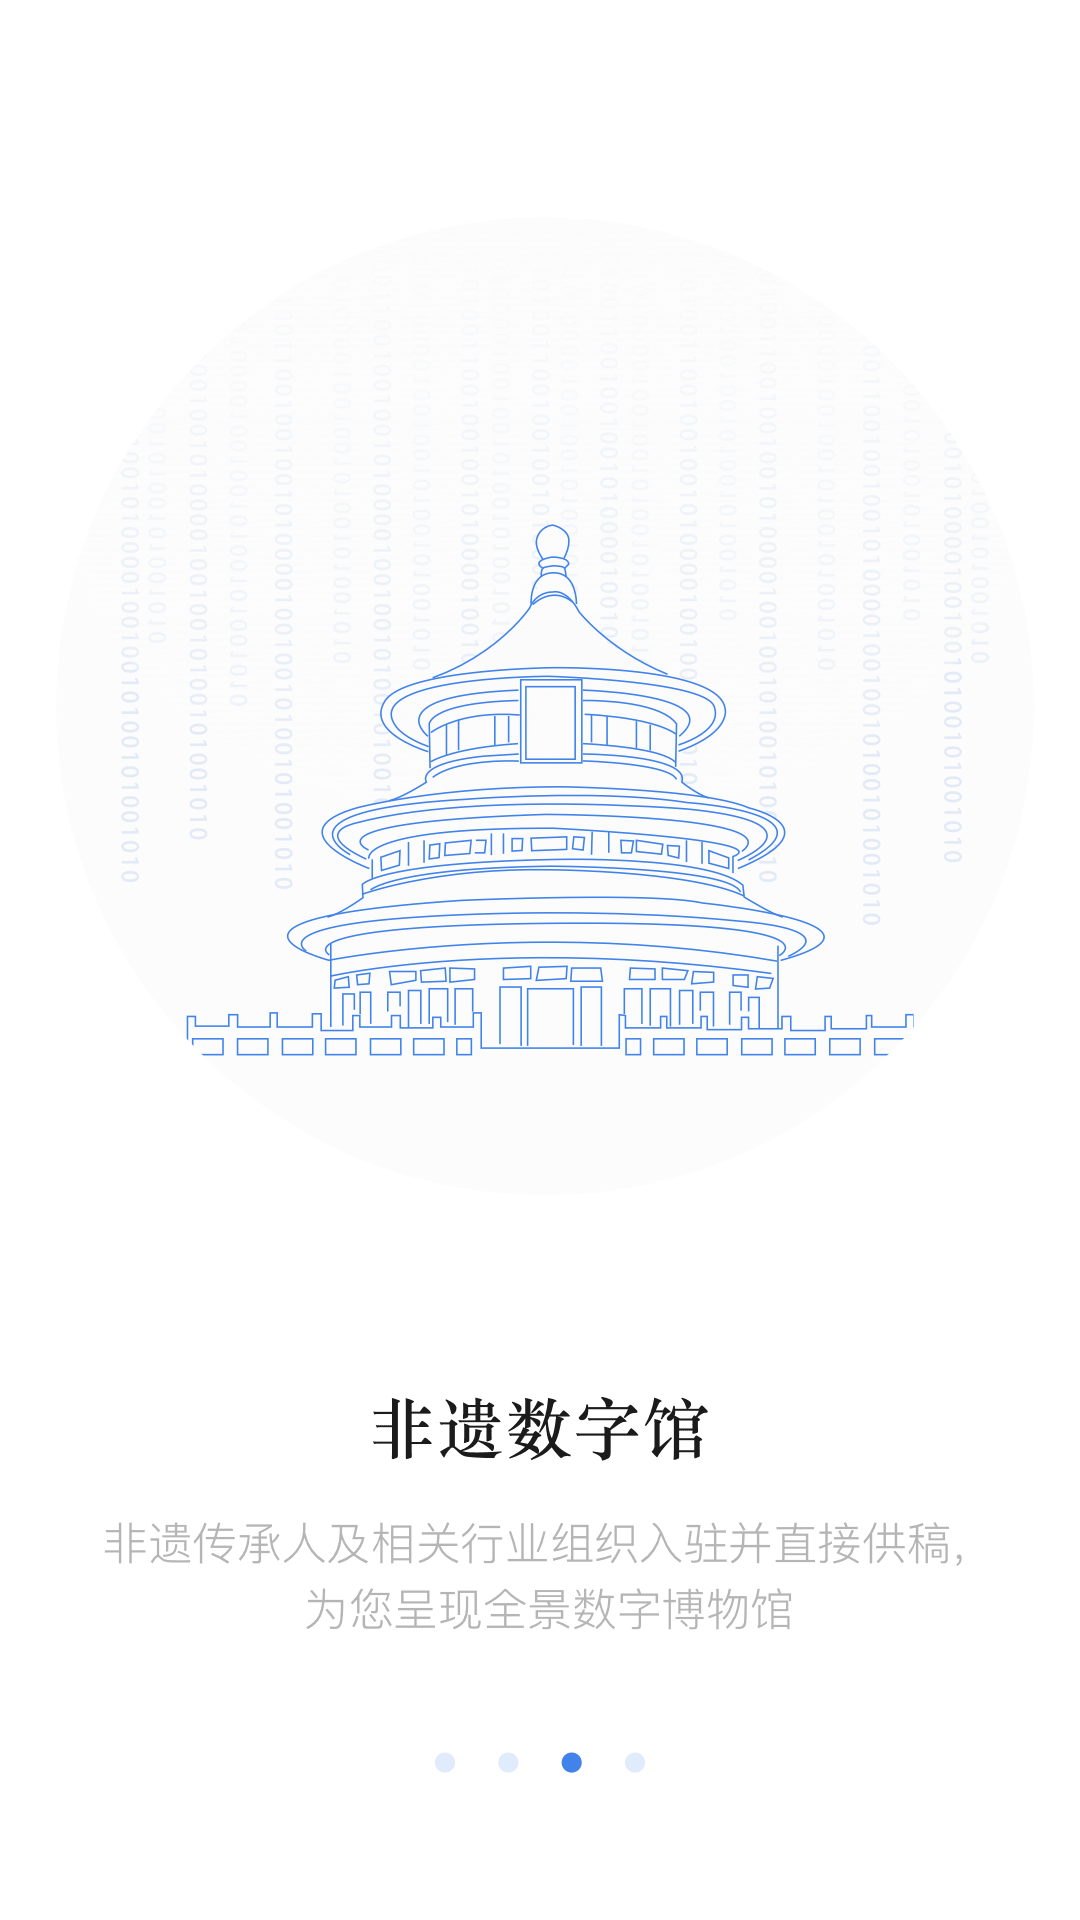 非遗数字馆
非遗传承人及相关行业组织入驻并直接供稿,
为您呈现全景数字博物馆